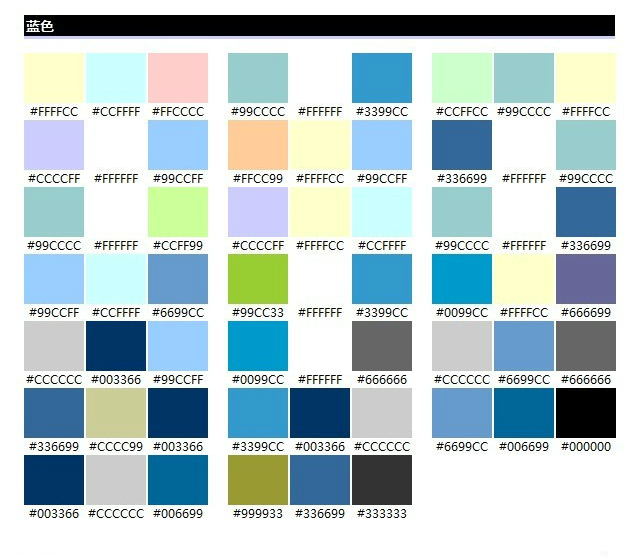 蓝色
#FFFFCC #CCFFFF #FFCCCC #99CCCC #FFFFFF #3399CC #CCFFCC #99CCCC #FFFFCC
#CCCCFF #FFFFFF #99CCFF #FFCC99 #FFFFCC #99CCFF #336699 #FFFFFF #99CCCC
#99CCCC #FFFFFF #CCFF99 #CCCCFF #FFFFCC #CCFFFF #99CCCC #FFFFFF #336699
#99CCFF #CCFFFF #6699CC #99CC33 #FFFFFF #3399CC #0099CC #FFFFCC #666699
#CCCCCC #003366 #99CCFF #0099CC #FFFFFF #666666 #CCCCCC #6699CC #666666
#336699 #CCCC99 #003366 #3399CC #003366 #CCCCCC #6699CC #006699 #000000
#003366 #CCCCCC #006699 #999933 #336699 #333333